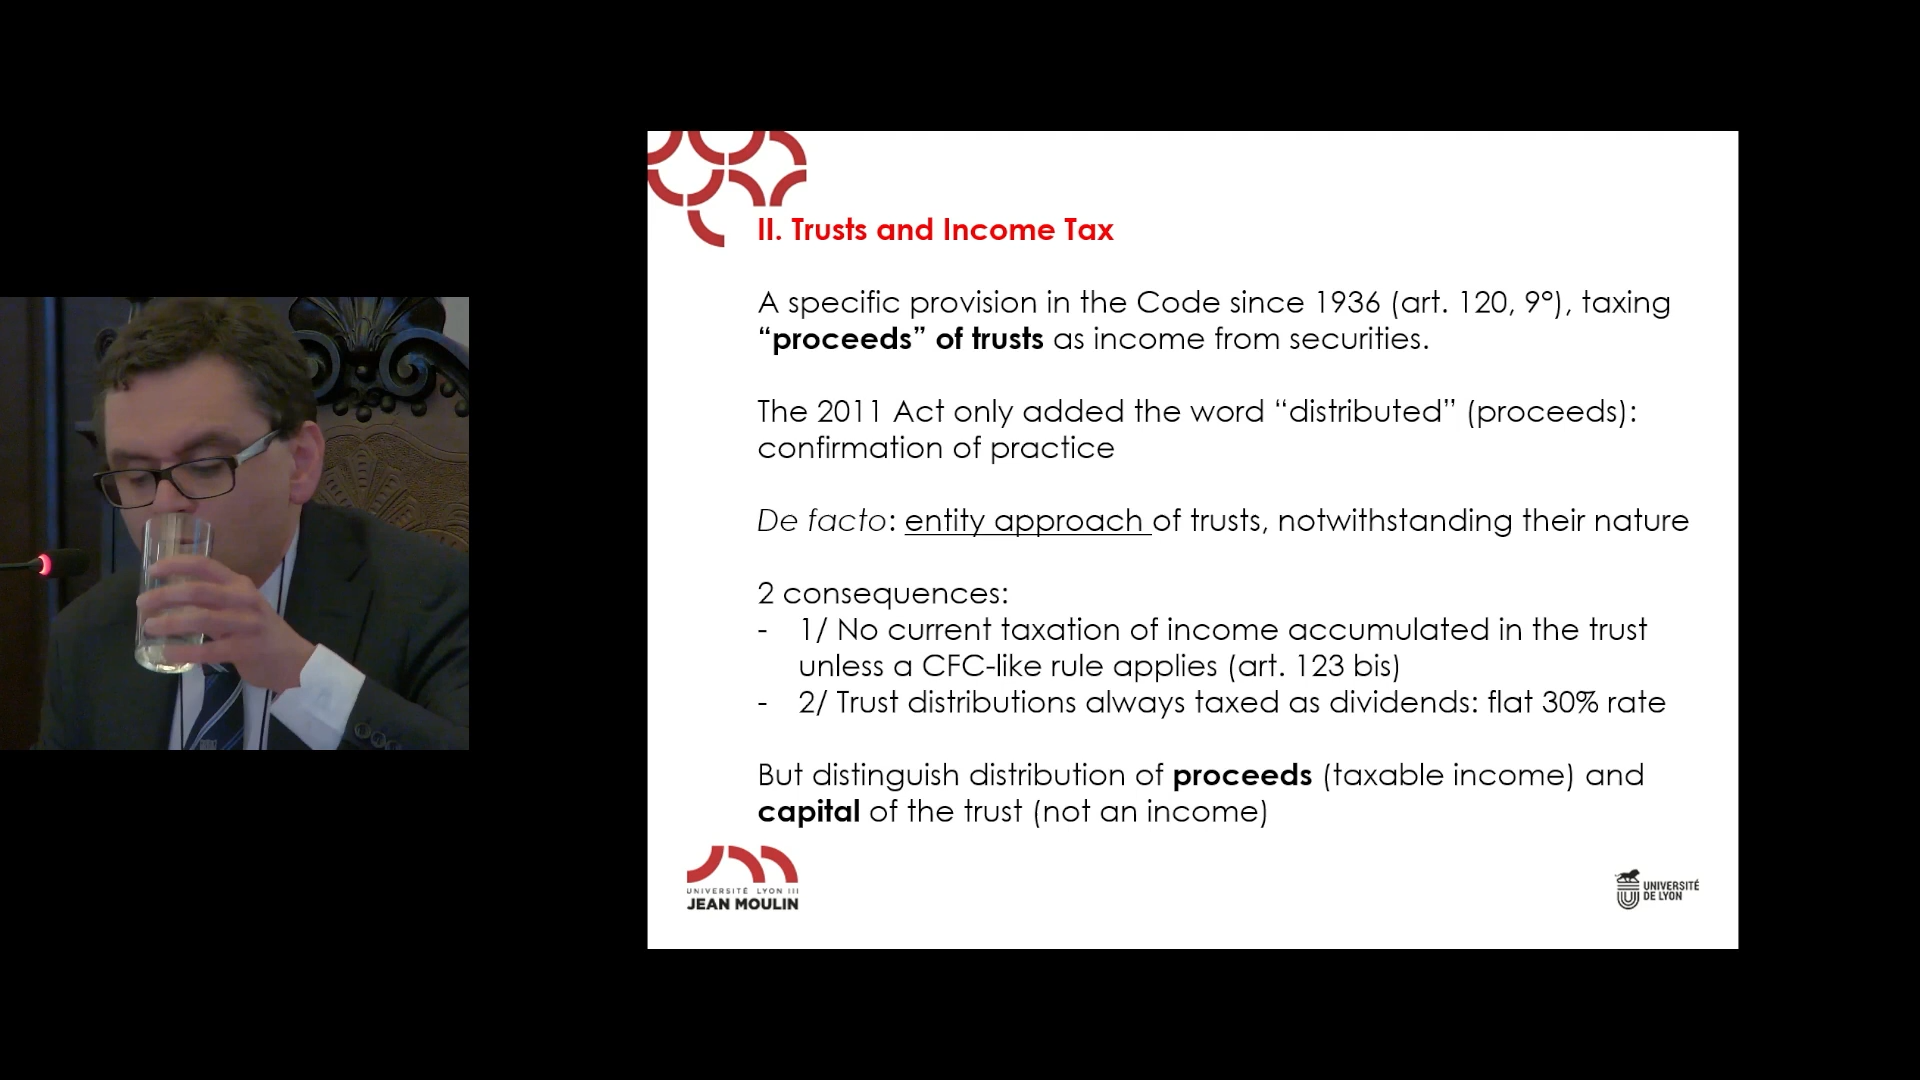 II. Trusts and Income Tax
A specific provision in the Code since 1936 (art. 120, 9°), taxing
“proceeds” of trusts as income from securities.
The 2011 Act only added the word “distributed” (proceeds):
confirmation of practice
De facto: entity approach of trusts, notwithstanding their nature
2 consequences:
- 1/ No current taxation of income accumulated in the trust
unless a CFC-like rule applies (art. 123 bis)
- 2/ Trust distributions always taxed as dividends: flat 30% rate
But distinguish distribution of proceeds (taxable income) and
capital of the trust (not an income)
UNIVERSITÉ LYON III
JEAN MOULIN
UNIVERSITÉ
DE LYON